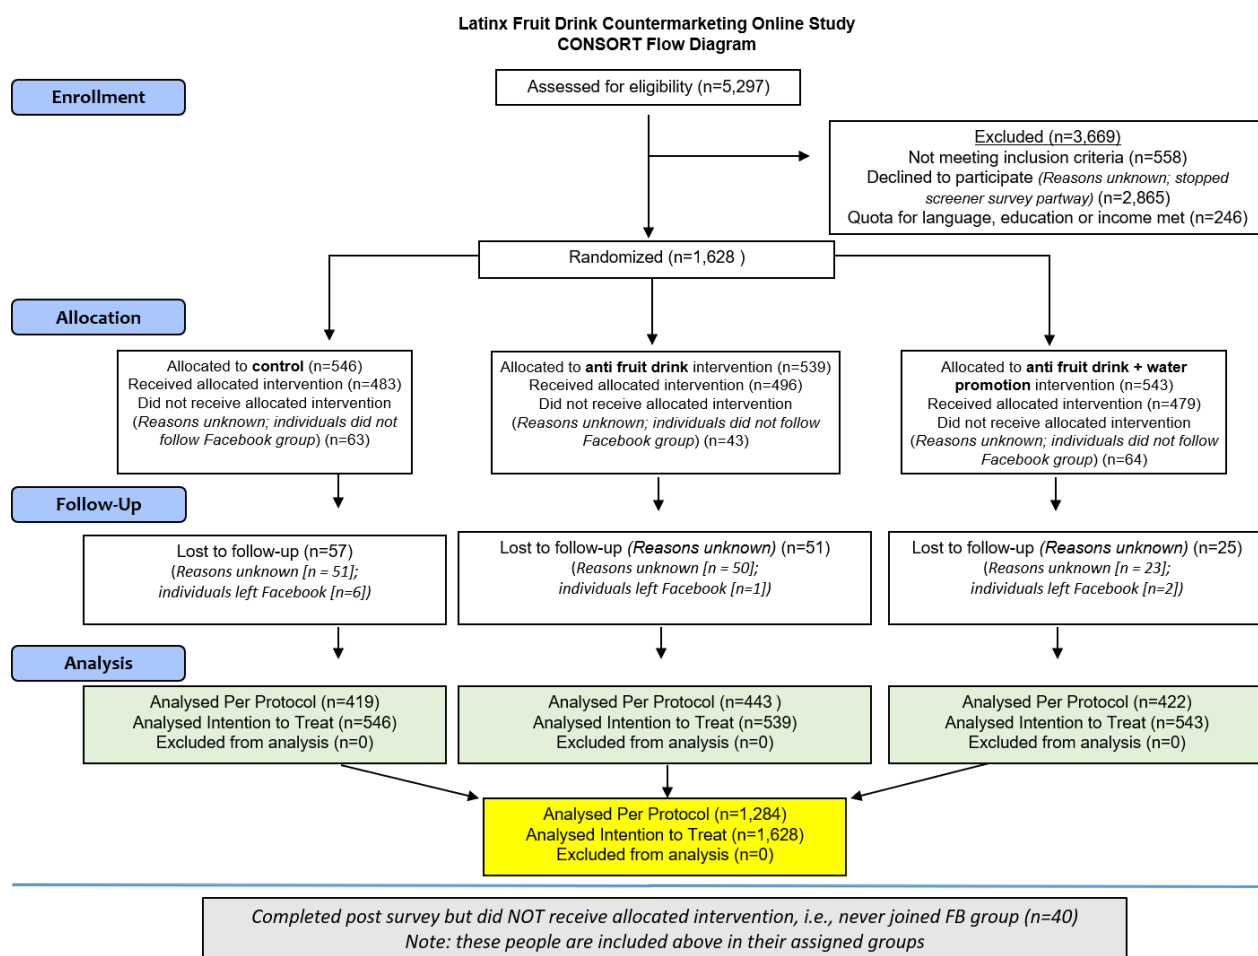 Latinx Fruit Drink Countermarketing Online Study
CONSORT Flow Diagram
Enrollment
Assessed for eligibility (n=5,297)
Excluded (n=3,669)
Not meeting inclusion criteria (n=558)
Declined to participate (Reasons unknown; stopped
screener survey partway) (n=2,865)
Quota for language, education or income met (n=246)
Randomized (n=1,628 )
Allocation
Allocated to control (n=546)
Received allocated intervention (n=483)
Did not receive allocated intervention
(Reasons unknown; individuals did not
follow Facebook group) (n=63)
Allocated to anti fruit drink intervention (n=539)
Received allocated intervention (n=496)
Did not receive allocated intervention
(Reasons unknown; individuals did not follow
Facebook group) (n=43)
Allocated to anti fruit drink + water
promotion intervention (n=543)
Received allocated intervention (n=479)
Did not receive allocated intervention
(Reasons unknown; individuals did not follow
Facebook group) (n=64)
Follow-Up
Lost to follow-up (n=57)
(Reasons unknown [n = 51];
individuals left Facebook [n=6])
Lost to follow-up (Reasons unknown) (n=51)
(Reasons unknown [n = 50];
individuals left Facebook [n=1])
Lost to follow-up (Reasons unknown) (n=25)
(Reasons unknown [n = 23];
individuals left Facebook [n=2])
Analysis
Analysed Per Protocol (n=419)
Analysed Intention to Treat (n=546)
Excluded from analysis (n=0)
Analysed Per Protocol (n=443 )
Analysed Intention to Treat (n=539)
Excluded from analysis (n=0)
Analysed Per Protocol (n=422)
Analysed Intention to Treat (n=543)
Excluded from analysis (n=0)
Analysed Per Protocol (n=1,284)
Analysed Intention to Treat (n=1,628)
Excluded from analysis (n=0)
Completed post survey but did NOT receive allocated intervention, i.e., never joined FB group (n=40)
Note: these people are included above in their assigned groups